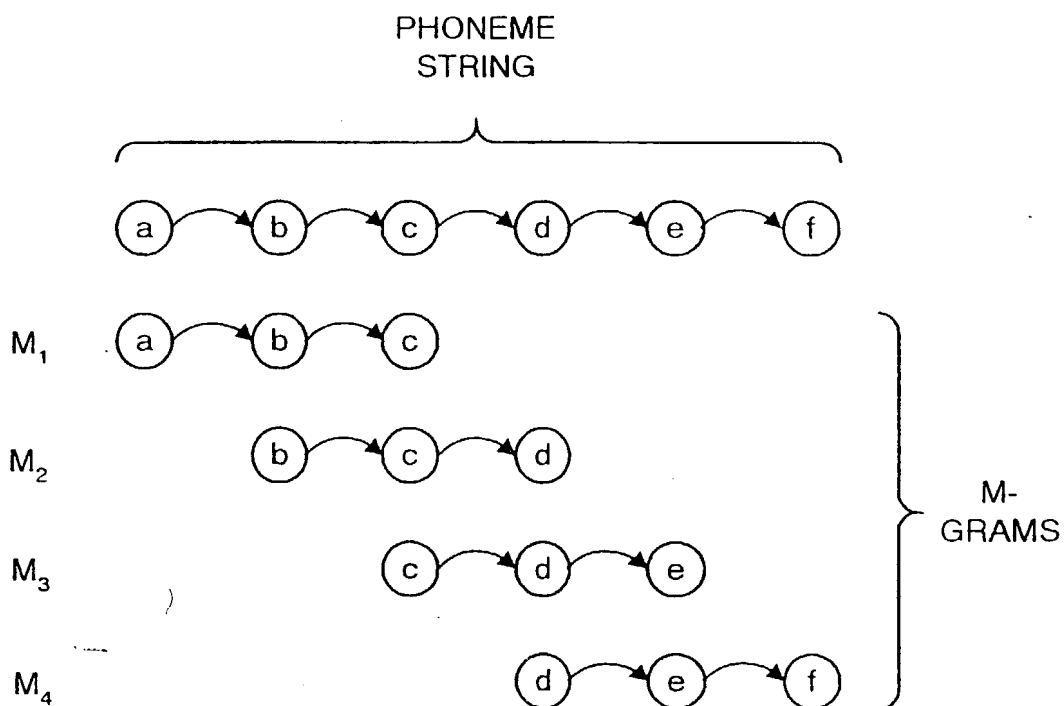 PHONEME
STRING
a b c d e f
M₁ a b c
M₂ b c d
M-
GRAMS
M₃ c d e
M₄ d e f